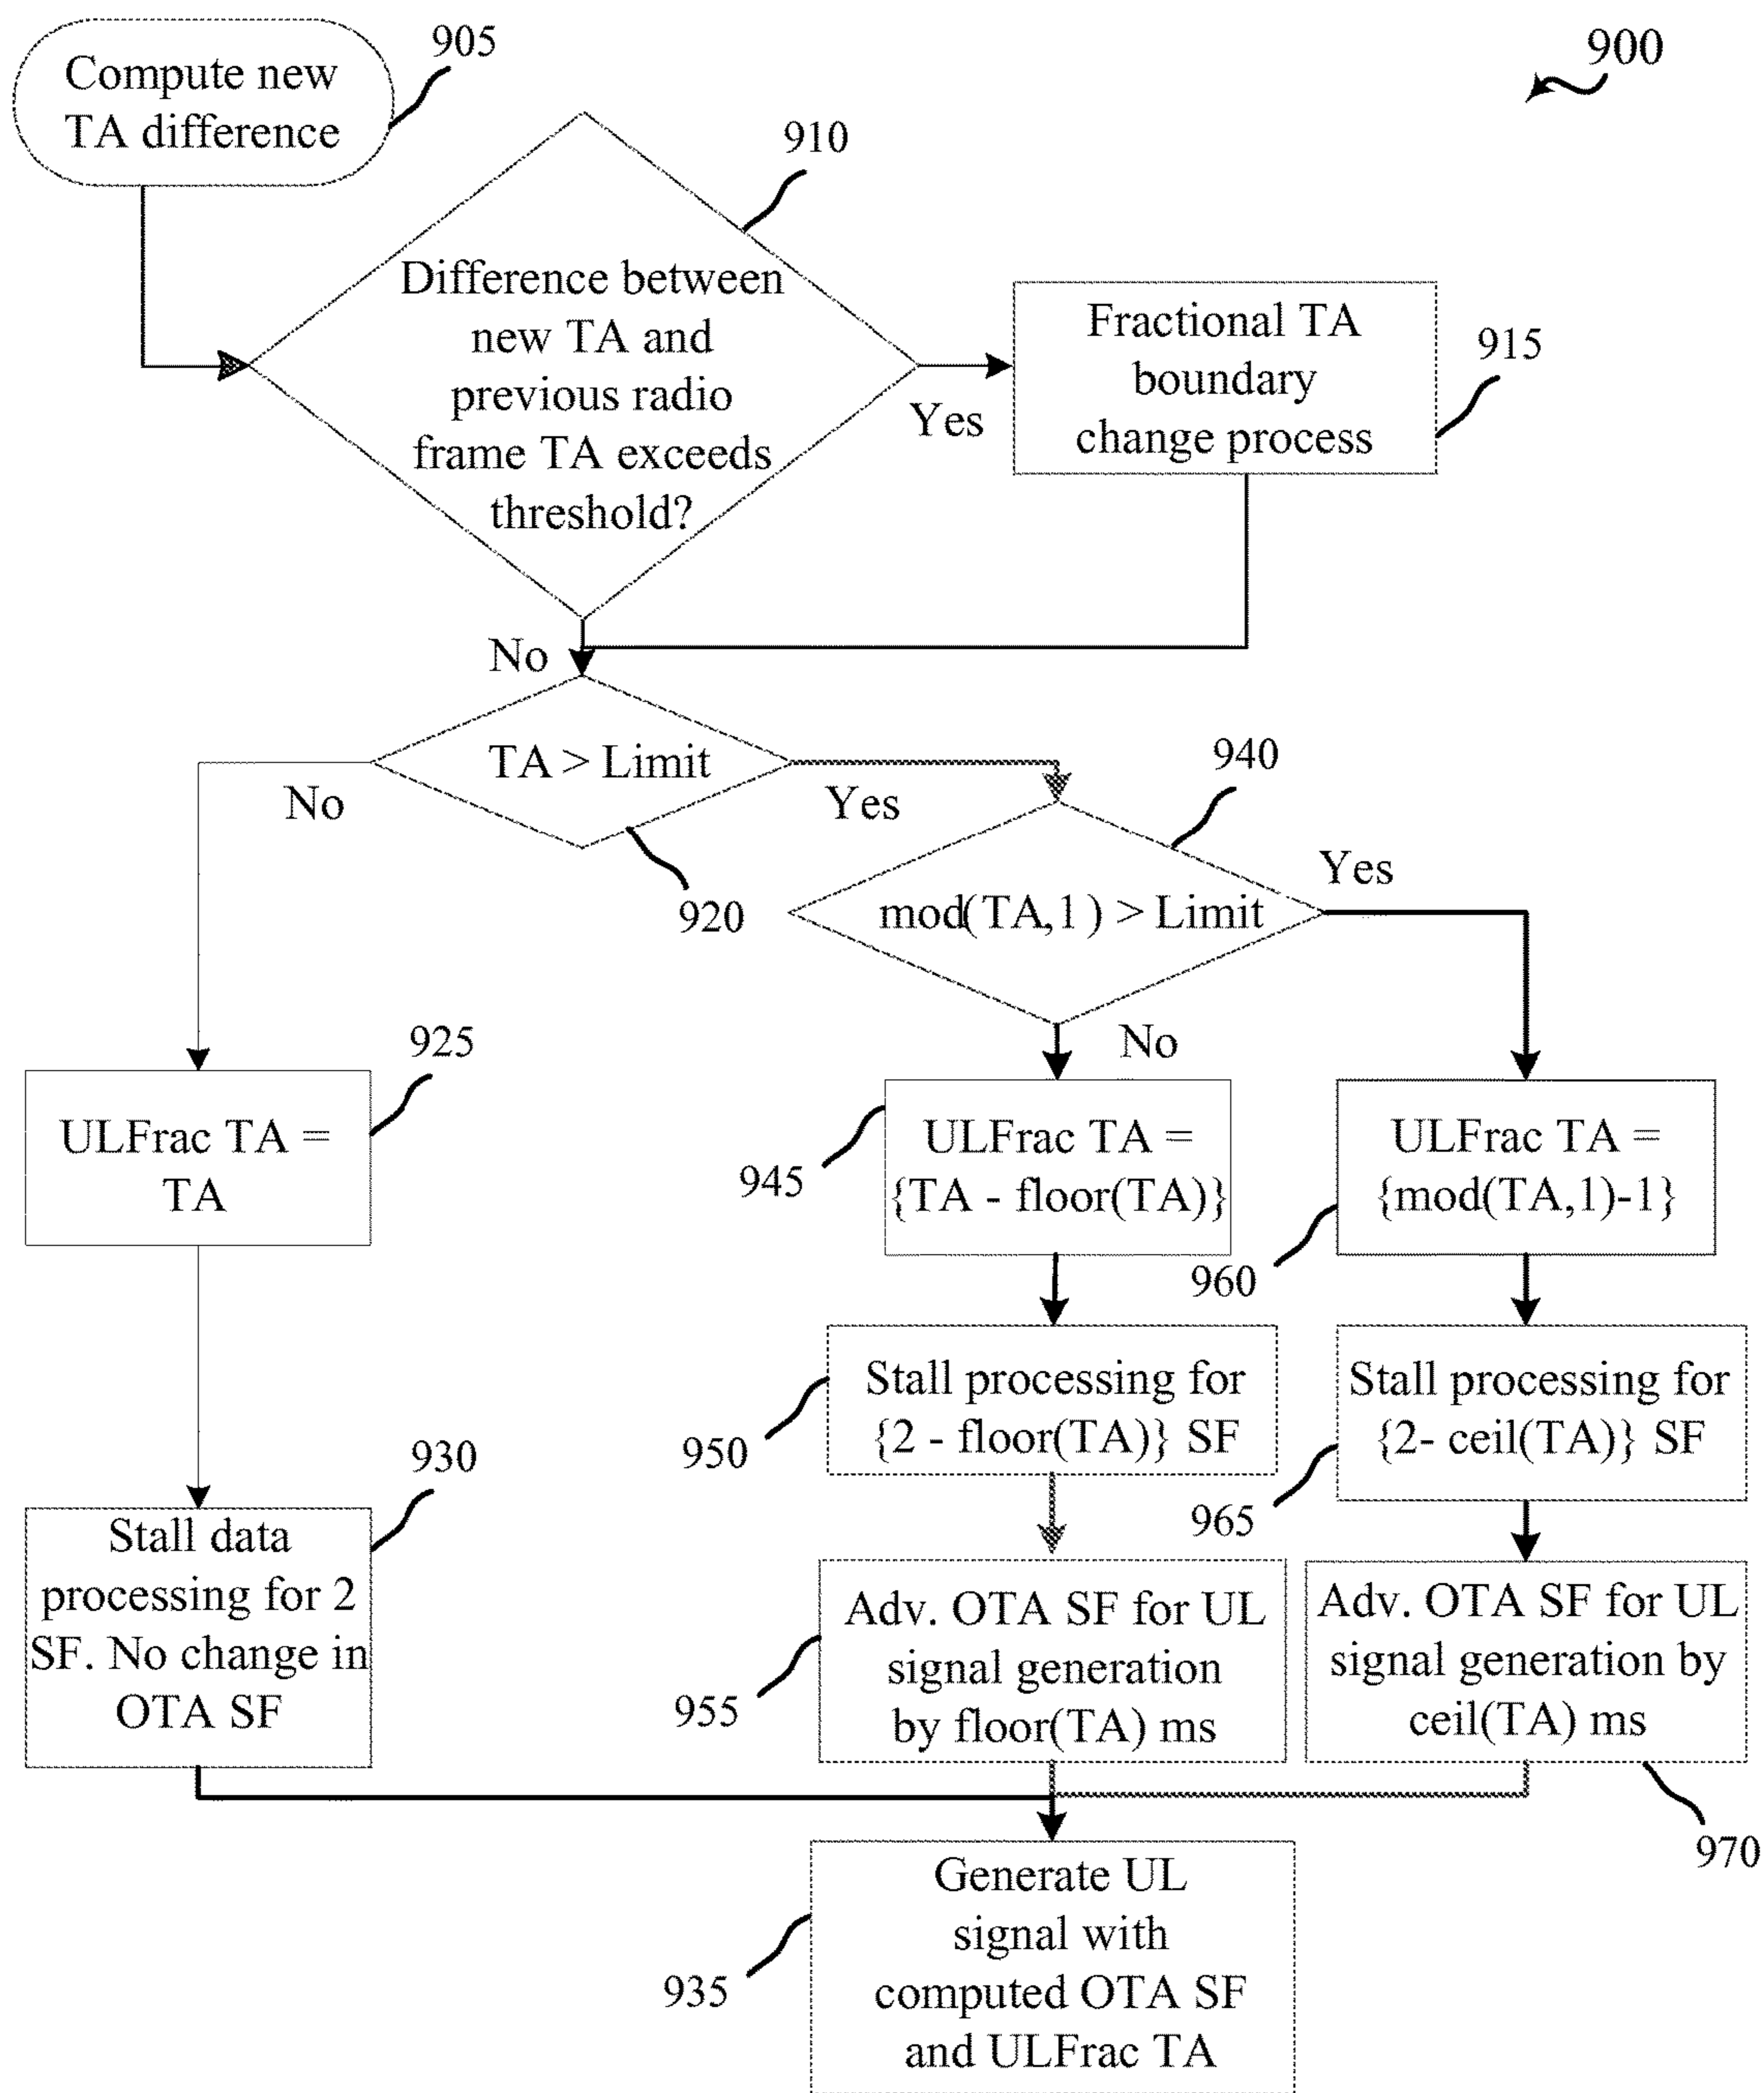 900
905
Compute new
TA difference
910
Difference between
new TA and
previous radio
frame TA exceeds
threshold?
Yes
915
Fractional TA
boundary
change process
No
TA > Limit
920
No
Yes
940
mod(TA,1) > Limit
Yes
No
925
ULFrac TA =
TA
945
ULFrac TA =
{TA - floor(TA)}
960
ULFrac TA =
{mod(TA,1)-1}
930
Stall data
processing for 2
SF. No change in
OTA SF
950
Stall processing for
{2 - floor(TA)} SF
965
Stall processing for
{2- ceil(TA)} SF
955
Adv. OTA SF for UL
signal generation
by floor(TA) ms
Adv. OTA SF for UL
signal generation by
ceil(TA) ms
970
935
Generate UL
signal with
computed OTA SF
and ULFrac TA